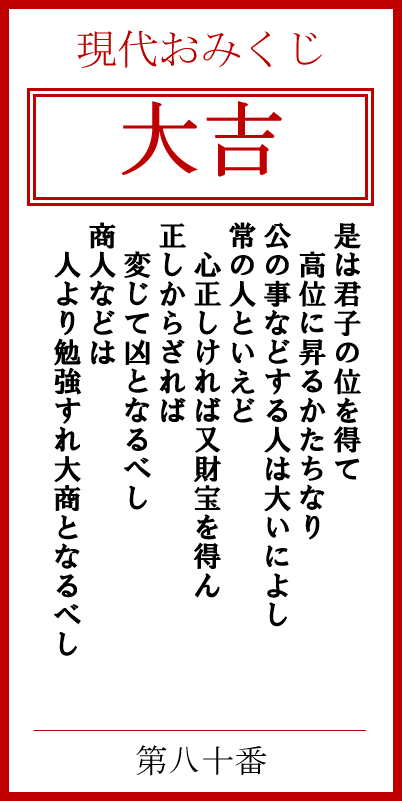 現代おみくじ
大吉
是は君子の位を得て
高位に昇るかたちなり
公の事などする人は大いによし
常の人といえど
心正しければ又財宝を得ん
正しからざれば
変じて凶となるべし
商人などは
人より勉強すれ大商となるべし
第八十番